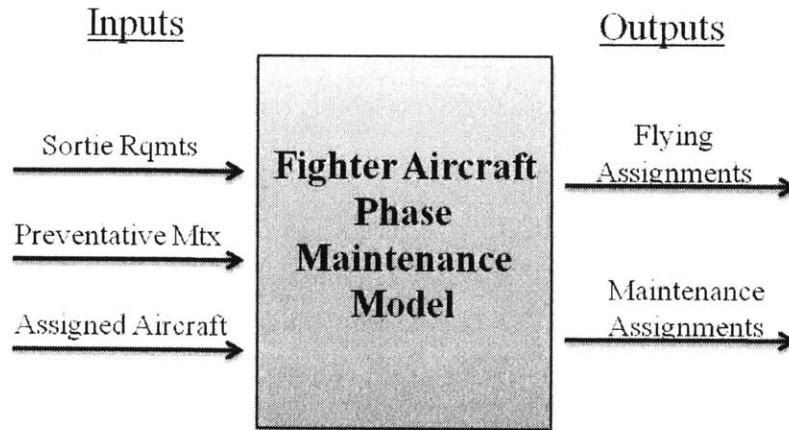 Inputs
Outputs
Sortie Rqmts
Preventative Mtx
Assigned Aircraft
Fighter Aircraft
Phase
Maintenance
Model
Flying
Assignments
Maintenance
Assignments